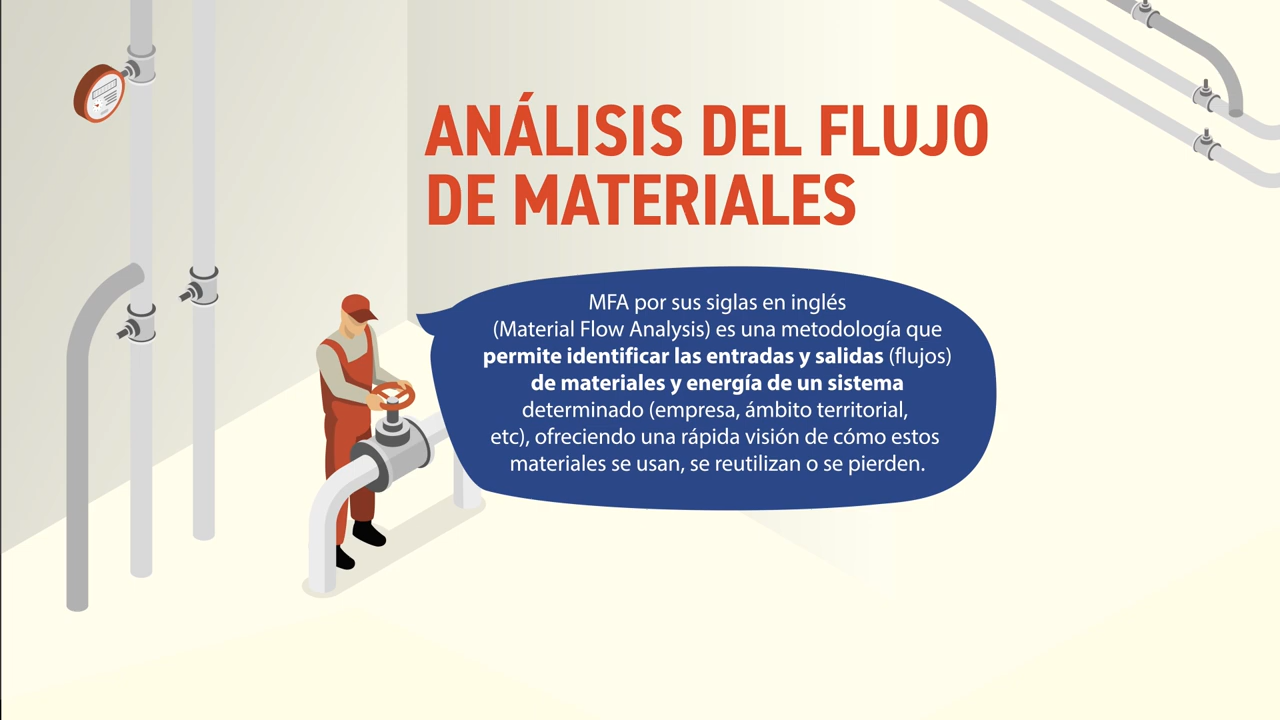 ANÁLISIS DEL FLUJO
DE MATERIALES
MFA por sus siglas en inglés
(Material Flow Analysis) es una metodología que
permite identificar las entradas y salidas (flujos)
de materiales y energía de un sistema
determinado (empresa, ámbito territorial,
etc), ofreciendo una rápida visión de cómo estos
materiales se usan, se reutilizan o se pierden.